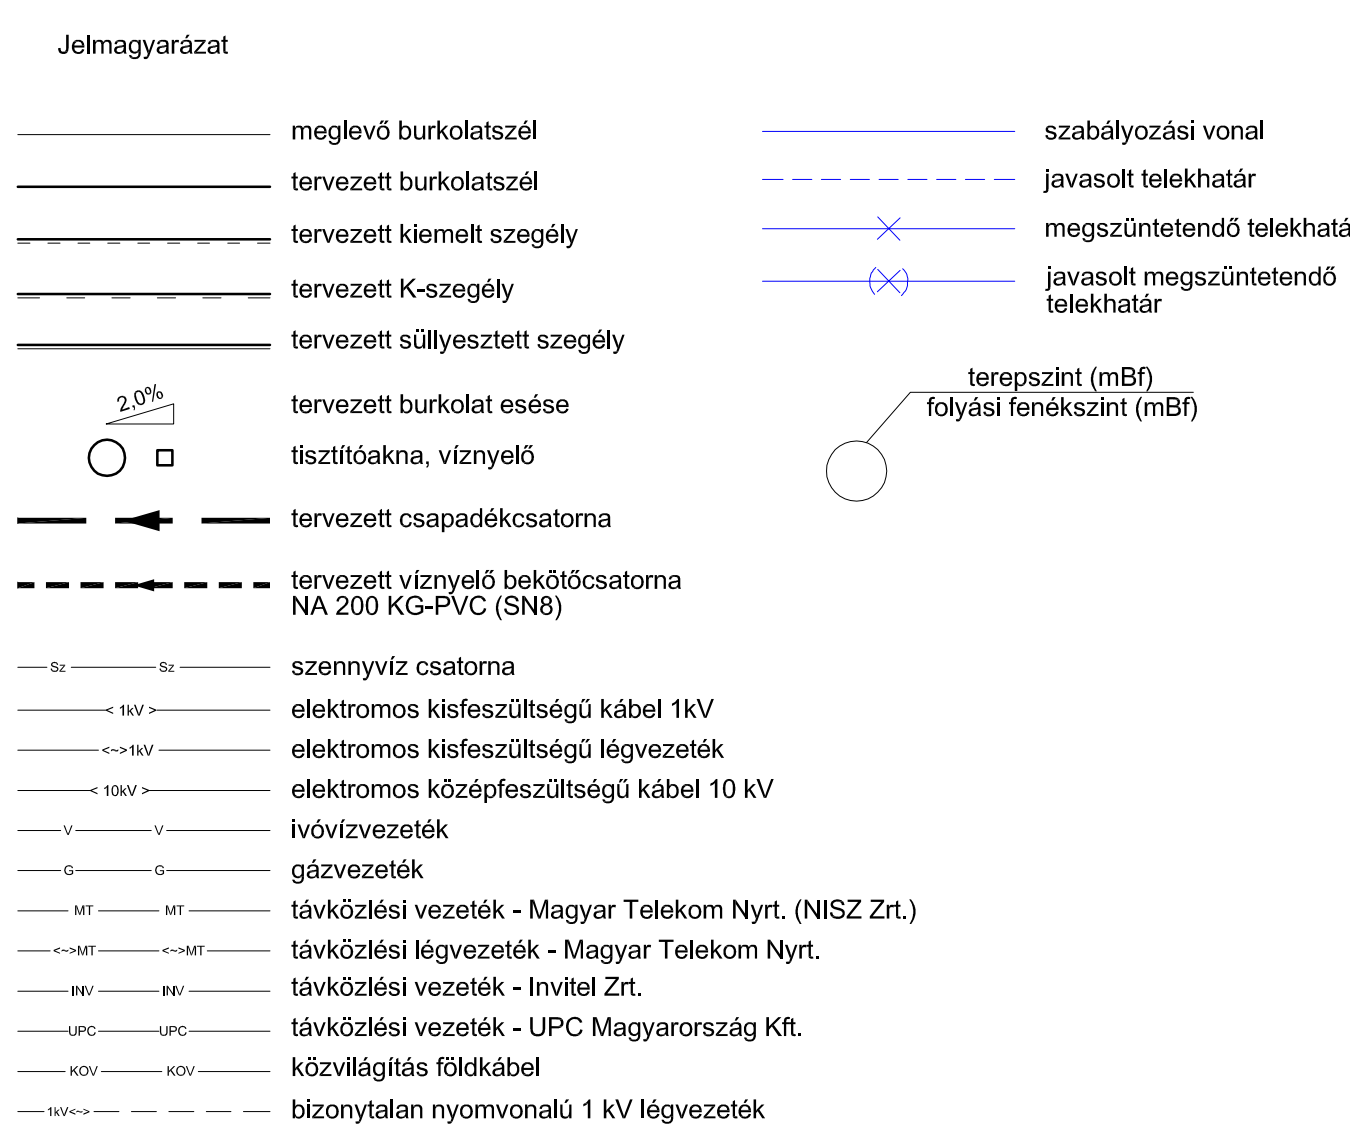 Jelmagyarázat
meglevő burkolatszél
tervezett burkolatszél
tervezett kiemelt szegély
tervezett K-szegély
tervezett süllyesztett szegély
2,0%
tervezett burkolat esése
tisztítóakna, víznyelő
tervezett csapadékcsatorna
tervezett víznyelő bekötőcsatorna
NA 200 KG-PVC (SN8)
Sz Sz szennyvíz csatorna
< 1kV > elektromos kisfeszültségű kábel 1kV
<~>1kV elektromos kisfeszültségű légvezeték
< 10kV > elektromos középfeszültségű kábel 10 kV
V V ivóvízvezeték
G G gázvezeték
MT MT távközlési vezeték - Magyar Telekom Nyrt. (NISZ Zrt.)
<~>MT <~>MT távközlési légvezeték - Magyar Telekom Nyrt.
INV INV távközlési vezeték - Invitel Zrt.
UPC UPC távközlési vezeték - UPC Magyarország Kft.
KOV KOV közvilágítás földkábel
1kV<~> bizonytalan nyomvonalú 1 kV légvezeték
szabályozási vonal
javasolt telekhatár
megszüntetendő telekhatá
javasolt megszüntetendő
telekhatár
terepszint (mBf)
folyási fenékszint (mBf)